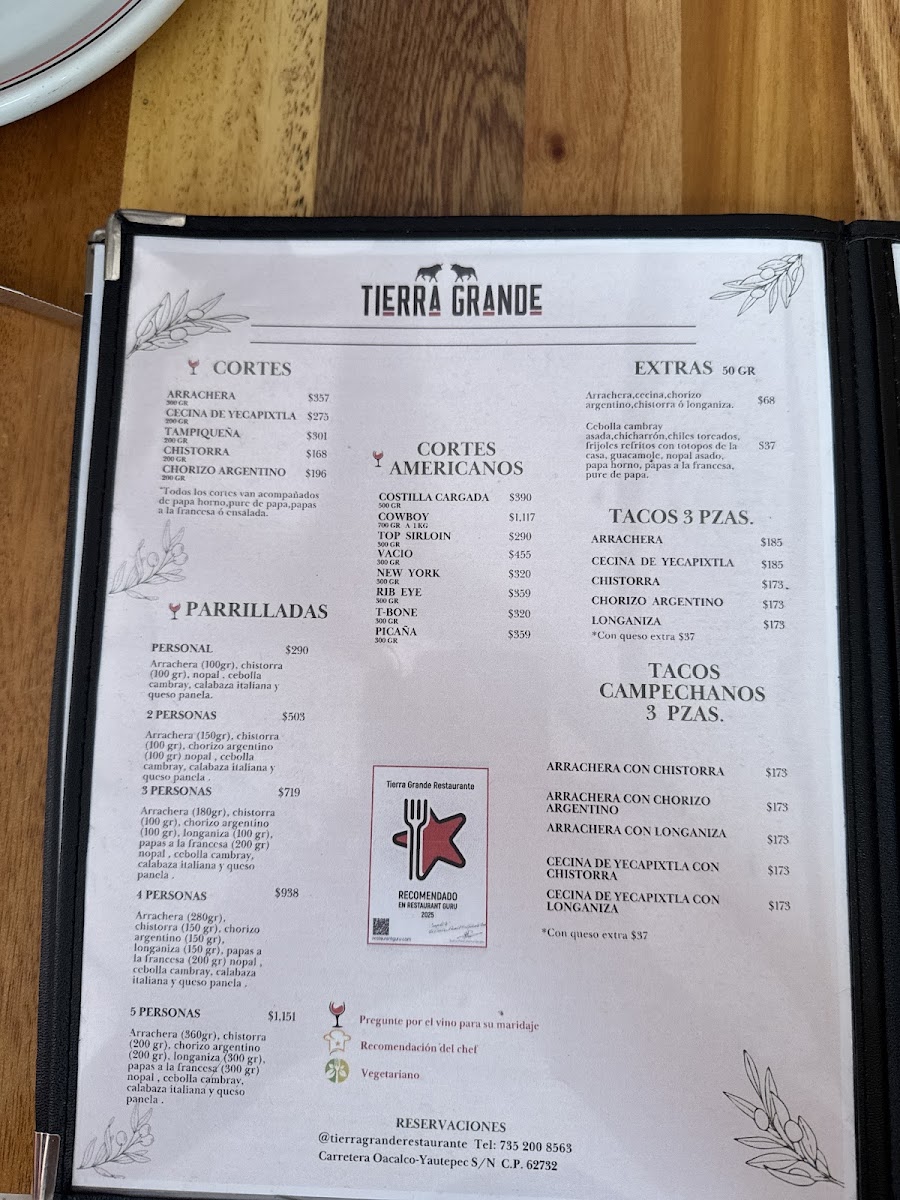 TIERRA GRANDE
CORTES
ARRACHERA $357
200 GR
CECINA DE YECAPIXTLA $275
200 GR
TAMPIQUEÑA $301
200 GR
CHISTORRA $168
200 GR
CHORIZO ARGENTINO $196
200 GR
*Todos los cortes van acompañados
de papa horno,pure de papa,papas
a la francesa ó ensalada.
PARRILLADAS
PERSONAL $290
Arrachera (100gr), chistorra
(100 gr), nopal , cebolla
cambray, calabaza italiana y
queso panela.
2 PERSONAS $503
Arrachera (150gr), chistorra
(100 gr), chorizo argentino
(100 gr) nopal , cebolla
cambray, calabaza italiana y
queso panela .
3 PERSONAS $719
Arrachera (180gr), chistorra
(100 gr), chorizo argentino
(100 gr), longaniza (100 gr),
papas a la francesa (200 gr)
nopal , cebolla cambray,
calabaza italiana y queso
panela .
4 PERSONAS $938
Arrachera (280gr),
chistorra (150 gr), chorizo
argentino (150 gr),
longaniza (150 gr), papas a
la francesa (200 gr) nopal ,
cebolla cambray, calabaza
italiana y queso panela .
5 PERSONAS $1,151
Arrachera (360gr), chistorra
(200 gr), chorizo argentino
(200 gr), longaniza (300 gr),
papas a la francesa (300 gr)
nopal , cebolla cambray,
calabaza italiana y queso
panela .
CORTES
AMERICANOS
COSTILLA CARGADA $390
500 GR
COWBOY $1,117
700 GR A 1 KG
TOP SIRLOIN $290
300 GR
VACIO $455
300 GR
NEW YORK $320
300 GR
RIB EYE $359
300 GR
T-BONE $320
300 GR
PICAÑA $359
300 GR
Tierra Grande Restaurante
RECOMENDADO
EN RESTAURANT GURU
2025
restaurantguru.com
EXTRAS 50 GR
Arrachera,cecina,chorizo
argentino,chistorra ó longaniza. $68
Cebolla cambray
asada,chicharrón,chiles toreados,
frijoles refritos con totopos de la $37
casa, guacamole, nopal asado,
papa horno, papas a la francesa,
pure de papa.
TACOS 3 PZAS.
ARRACHERA $185
CECINA DE YECAPIXTLA $185
CHISTORRA $173
CHORIZO ARGENTINO $173
LONGANIZA $173
*Con queso extra $37
TACOS
CAMPECHANOS
3 PZAS.
ARRACHERA CON CHISTORRA $173
ARRACHERA CON CHORIZO
ARGENTINO $173
ARRACHERA CON LONGANIZA $173
CECINA DE YECAPIXTLA CON
CHISTORRA $173
CECINA DE YECAPIXTLA CON
LONGANIZA $173
*Con queso extra $37
Pregunte por el vino para su maridaje
Recomendación del chef
Vegetariano
RESERVACIONES
@tierragranderestaurante Tel: 735 200 8563
Carretera Oacalco-Yautepec S/N C.P. 62732